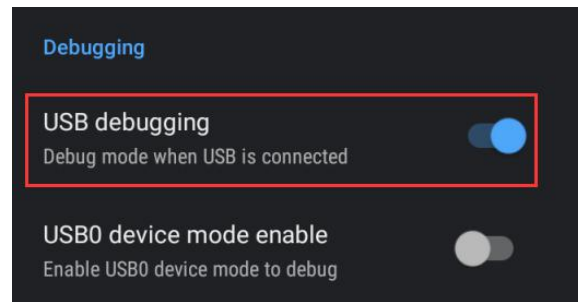 Debugging
USB debugging
Debug mode when USB is connected
USB0 device mode enable
Enable USB0 device mode to debug